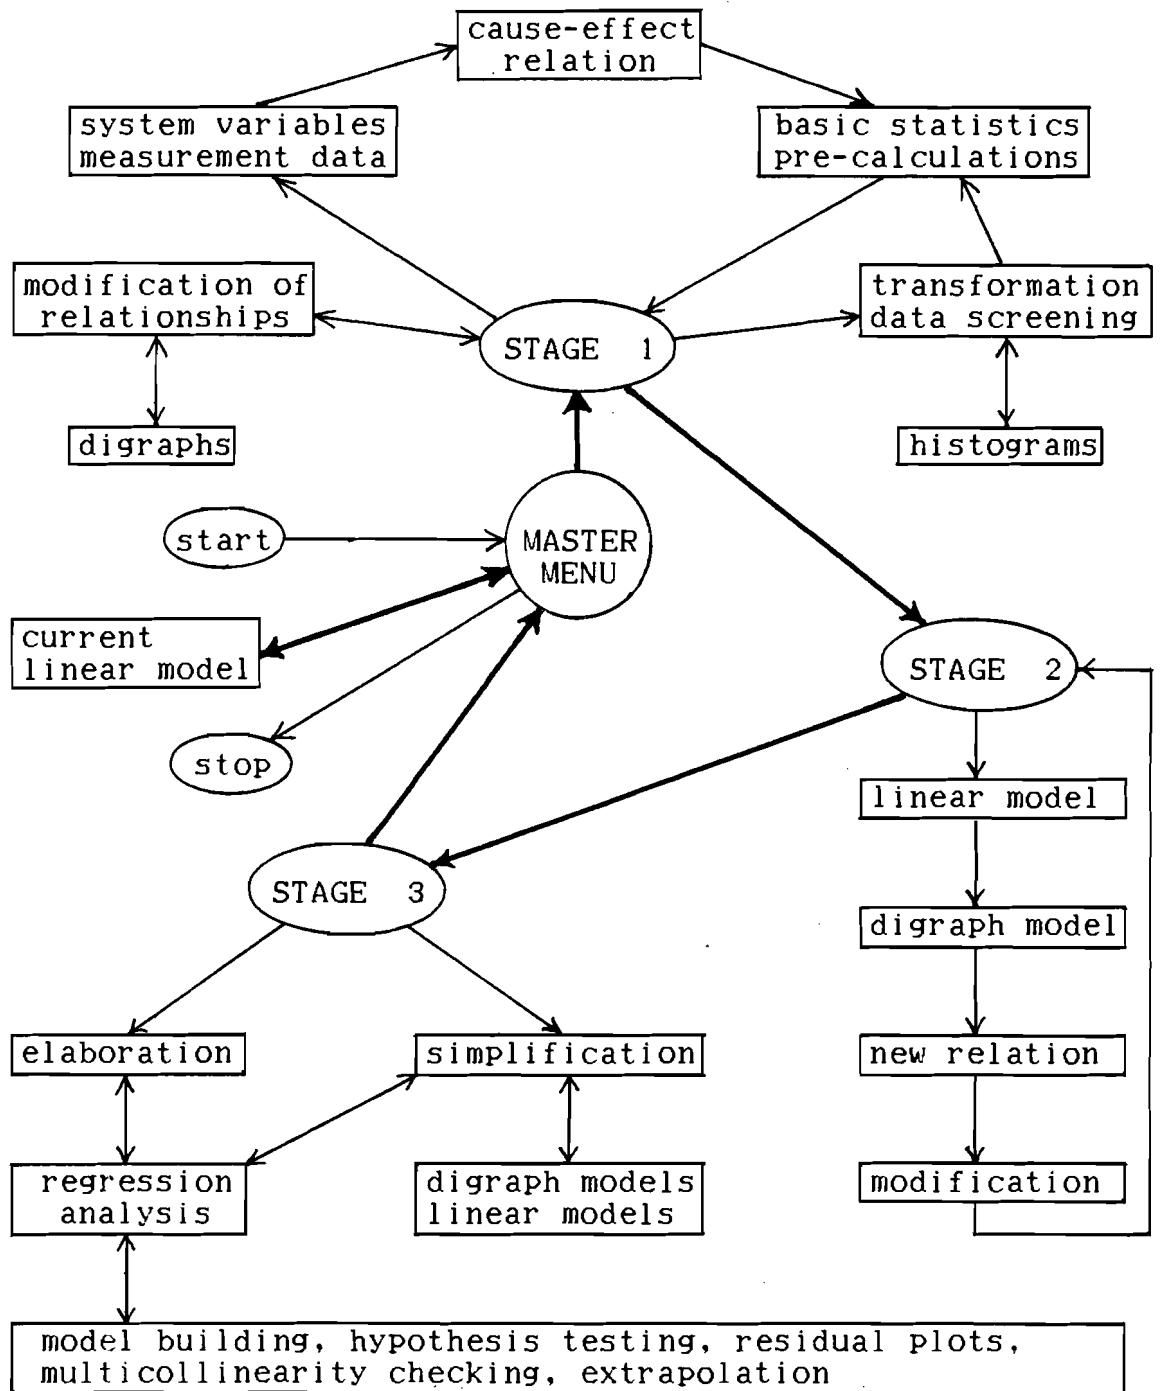 cause-effect
relation
system variables
measurement data
basic statistics
pre-calculations
modification of
relationships
transformation
data screening
STAGE 1
digraphs
histograms
start
MASTER
MENU
current
linear model
STAGE 2
stop
linear model
STAGE 3
digraph model
elaboration
simplification
new relation
regression
analysis
digraph models
linear models
modification
model building, hypothesis testing, residual plots,
multicollinearity checking, extrapolation